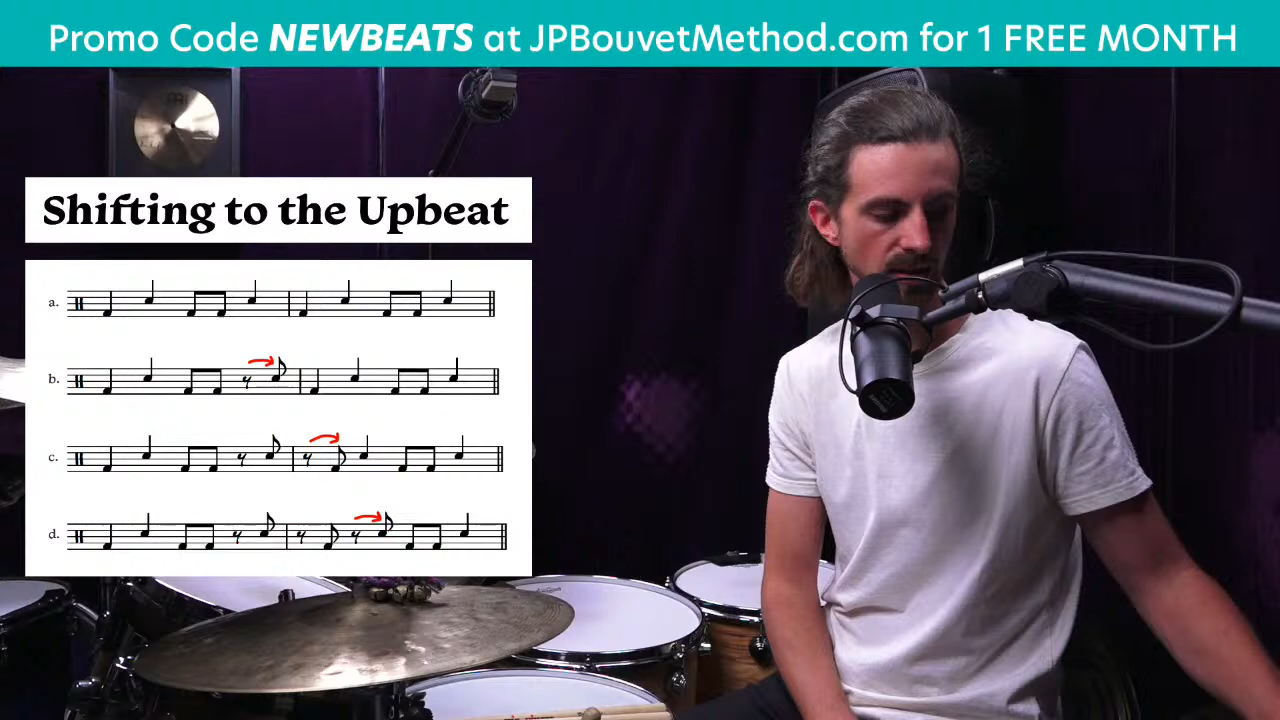 Promo Code NEWBEATS at JPBouvetMethod.com for 1 FREE MONTH
Shifting to the Upbeat
a.
b.
c.
d.